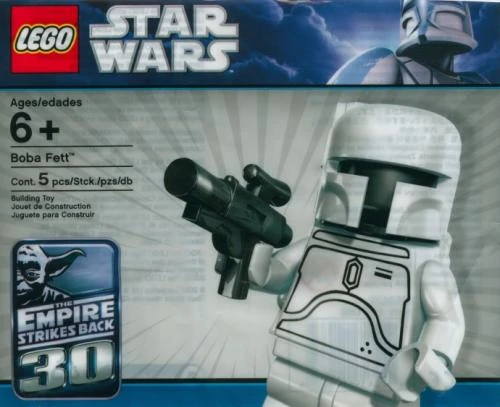 LEGO
STAR
WARS
Ages/edades
6+
Boba Fett™
Cont. 5 pcs/Stck./pzs/db
Building Toy
Jouet de Construction
Juguete para Construir
THE
EMPIRE
STRIKES BACK
30